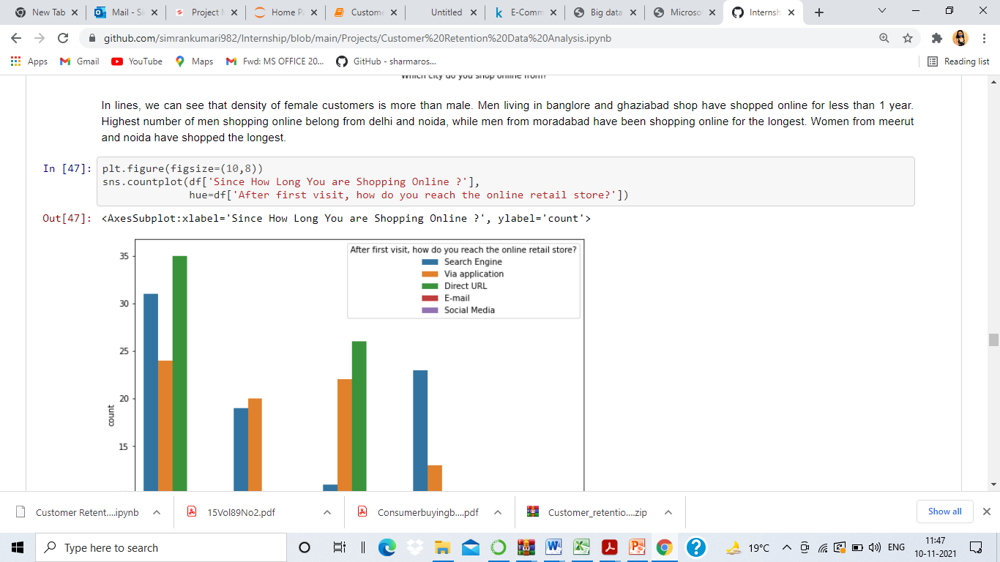 New Tab
Mail - Si
Project M
Home Pa
Custome
Untitled
E-Comm
Big data
Microso
Internsh
github.com/simrankumari982/Internship/blob/main/Projects/Customer%20Retention%20Data%20Analysis.ipynb
Apps
Gmail
YouTube
Maps
Fwd: MS OFFICE 20...
GitHub - sharmaros...
Reading list
Which city do you shop online from?
In lines, we can see that density of female customers is more than male. Men living in banglore and ghaziabad shop have shopped online for less than 1 year.
Highest number of men shopping online belong from delhi and noida, while men from moradabad have been shopping online for the longest. Women from meerut
and noida have shopped the longest.
In [47]:
plt.figure(figsize=(10,8))
sns.countplot(df['Since How Long You are Shopping Online ?'],
hue=df['After first visit, how do you reach the online retail store?'])
Out[47]: <AxesSubplot:xlabel='Since How Long You are Shopping Online ?', ylabel='count'>
After first visit, how do you reach the online retail store?
Search Engine
Via application
Direct URL
E-mail
Social Media
35
30
25
20
15
count
Customer Retent....ipynb
15Vol89No2.pdf
Consumerbuyingb....pdf
Customer_retentio....zip
Show all
Type here to search
19°C
ENG
11:47
10-11-2021